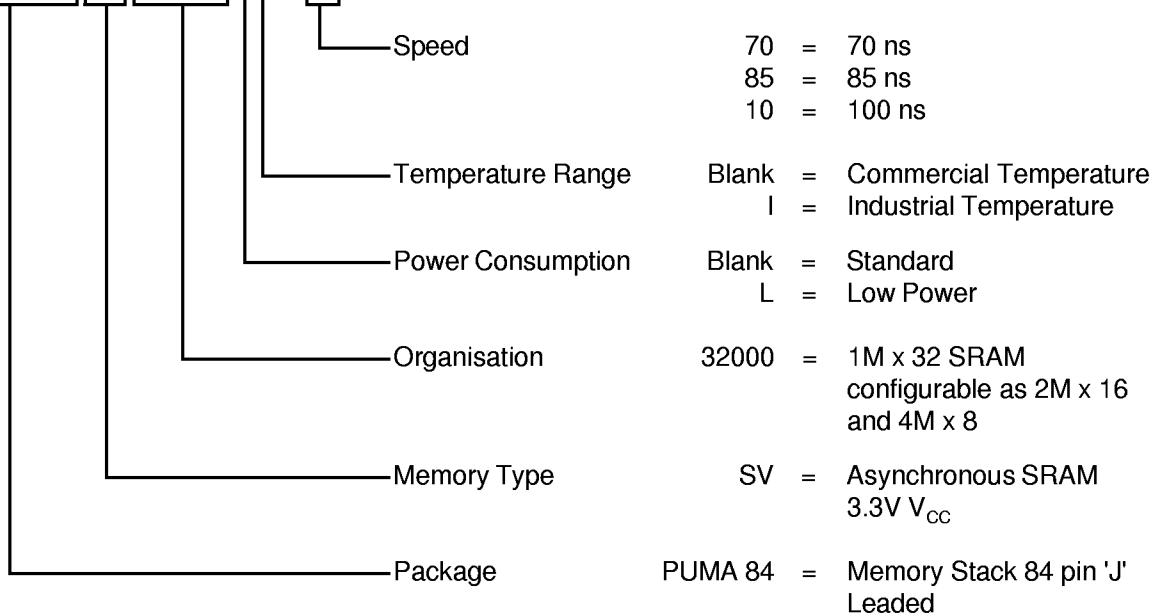 Speed 70 = 70 ns
85 = 85 ns
10 = 100 ns
Temperature Range Blank = Commercial Temperature
I = Industrial Temperature
Power Consumption Blank = Standard
L = Low Power
Organisation 32000 = 1M x 32 SRAM
configurable as 2M x 16
and 4M x 8
Memory Type SV = Asynchronous SRAM
3.3V VCC
Package PUMA 84 = Memory Stack 84 pin 'J'
Leaded